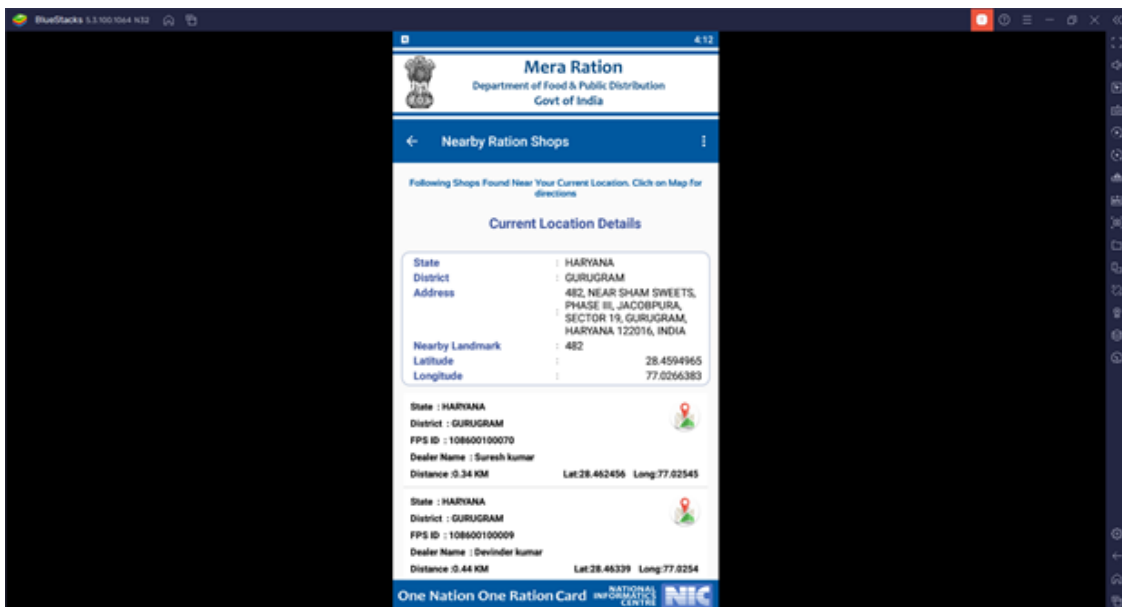 BlueStacks 5.3.100.1064 N32
4:12
Mera Ration
Department of Food & Public Distribution
Govt of India
Nearby Ration Shops
Following Shops Found Near Your Current Location. Click on Map for
directions
Current Location Details
State : HARYANA
District : GURUGRAM
Address : 482, NEAR SHAM SWEETS,
PHASE III, JACOBPURA,
SECTOR 19, GURUGRAM,
HARYANA 122016, INDIA
Nearby Landmark : 482
Latitude : 28.4594965
Longitude : 77.0266383
State : HARYANA
District : GURUGRAM
FPS ID : 108600100070
Dealer Name : Suresh kumar
Distance :0.34 KM Lat:28.462456 Long:77.02545
State : HARYANA
District : GURUGRAM
FPS ID : 108600100009
Dealer Name : Devinder kumar
Distance :0.44 KM Lat:28.46339 Long:77.0254
One Nation One Ration Card NATIONAL INFORMATICS CENTRE NIC